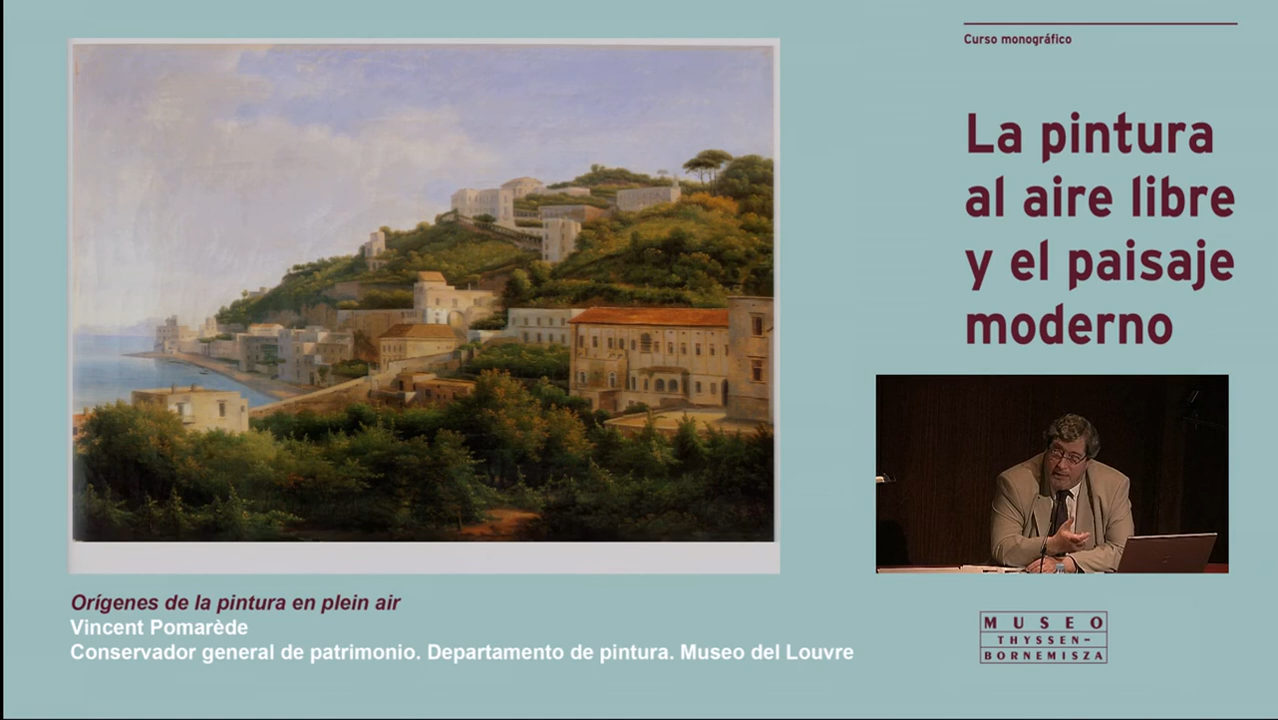 Curso monográfico
La pintura
al aire libre
y el paisaje
moderno
Orígenes de la pintura en plein air
Vincent Pomarède
Conservador general de patrimonio. Departamento de pintura. Museo del Louvre
MUSEO
THYSSEN-
BORNEMISZA